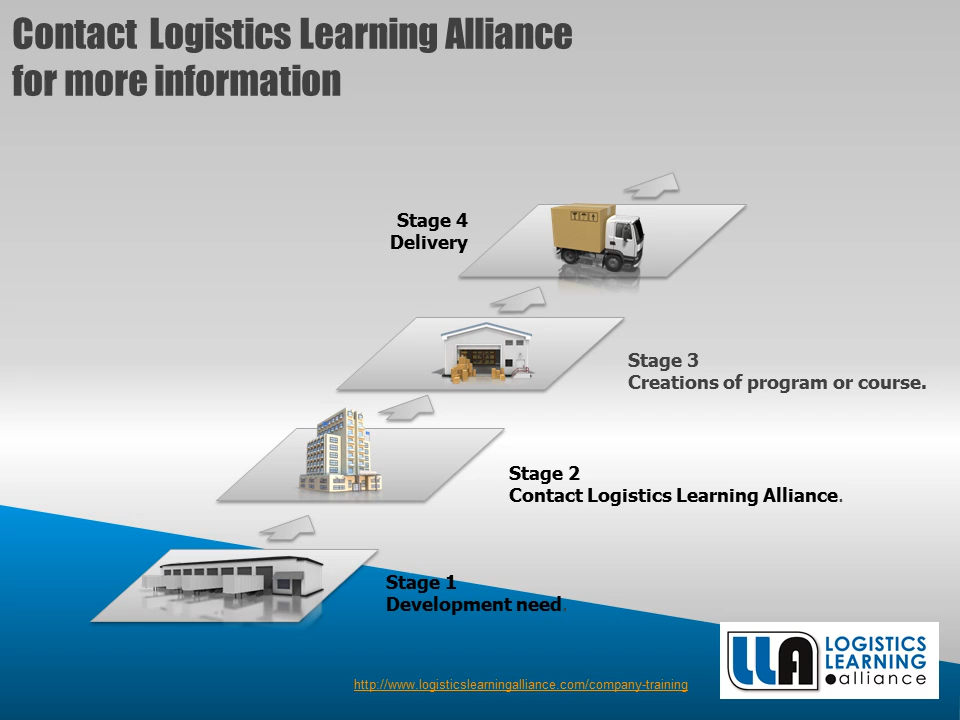 Contact Logistics Learning Alliance
for more information
Stage 4
Delivery
Stage 3
Creations of program or course.
Stage 2
Contact Logistics Learning Alliance.
Stage 1
Development need.
http://www.logisticslearningalliance.com/company-training
LLA
LOGISTICS
LEARNING
•alliance